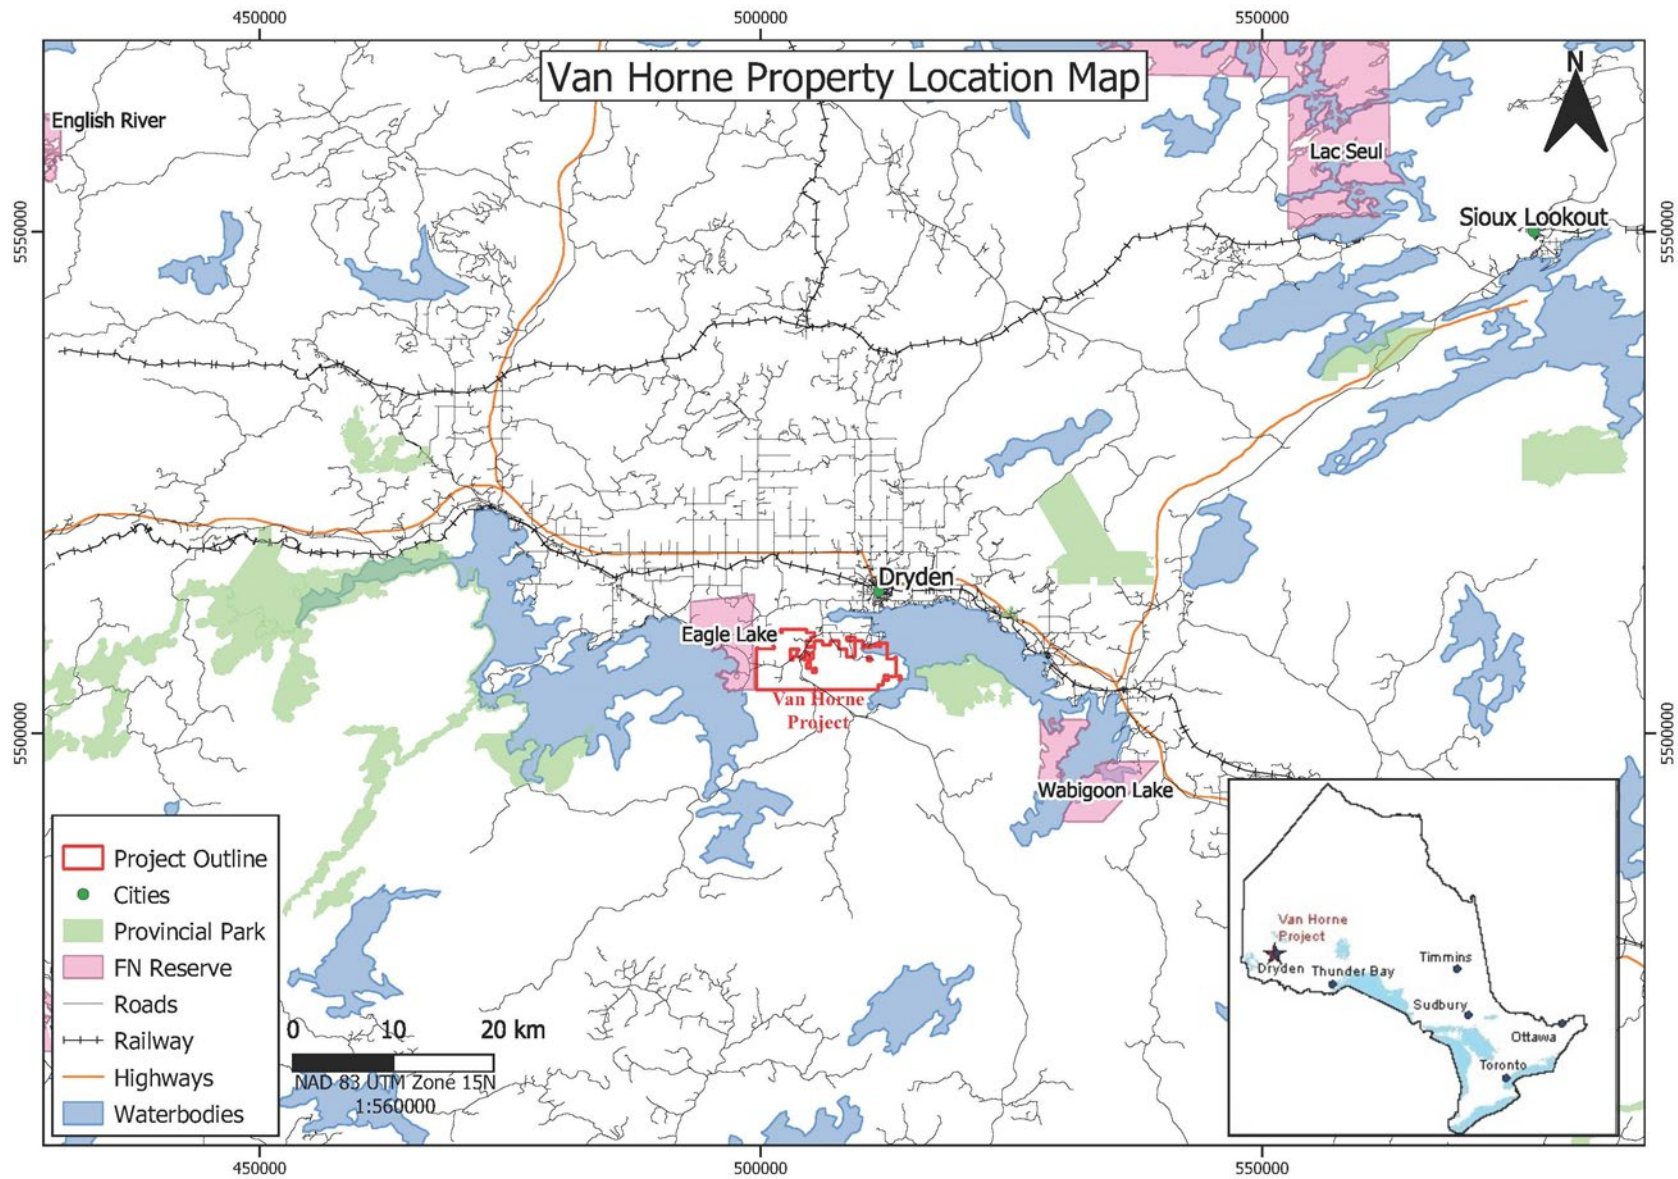 450000
500000
550000
Van Horne Property Location Map
N
English River
Lac Seul
Sioux Lookout
5550000
5550000
Dryden
Eagle Lake
Van Horne
Project
5500000
5500000
Wabigoon Lake
Project Outline
Cities
Provincial Park
FN Reserve
Roads
Railway
Highways
Waterbodies
0 10 20 km
NAD 83 UTM Zone 15N
1:560000
Van Horne
Project
Dryden
Thunder Bay
Timmins
Sudbury
Ottawa
Toronto
450000
500000
550000